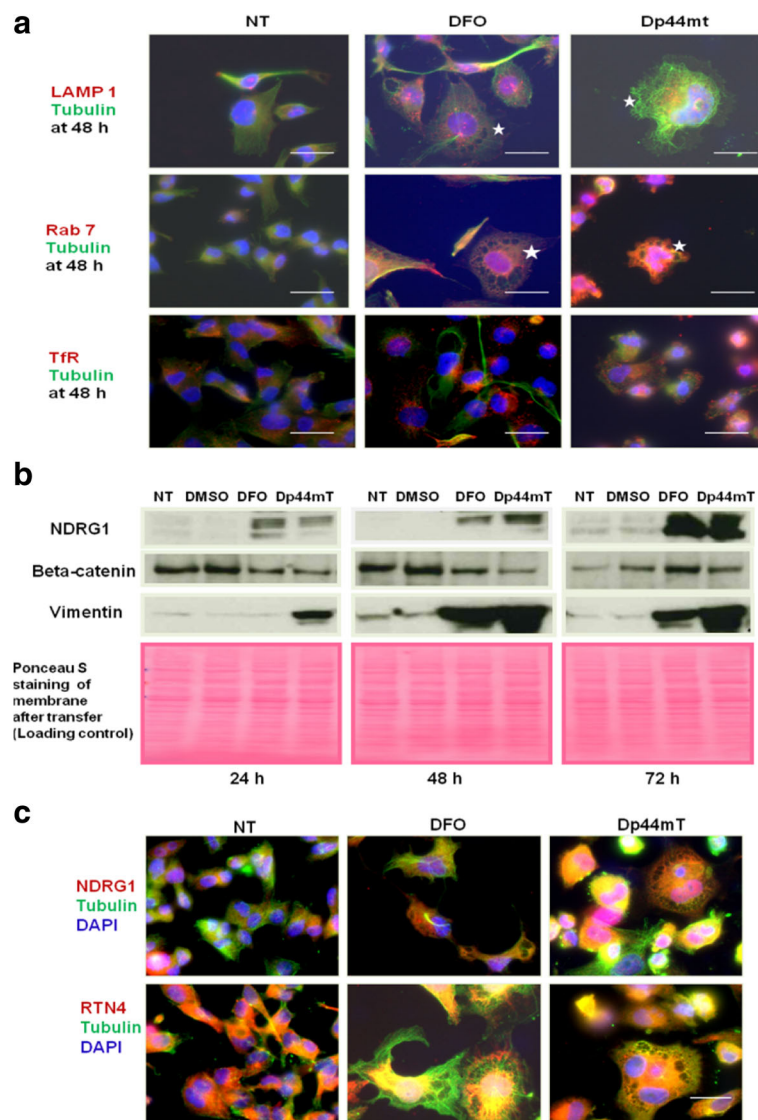 a
NT DFO Dp44mt
LAMP 1
Tubulin
at 48 h
Rab 7
Tubulin
at 48 h
TfR
Tubulin
at 48 h
b
NT DMSO DFO Dp44mT NT DMSO DFO Dp44mT NT DMSO DFO Dp44mT
NDRG1
Beta-catenin
Vimentin
Ponceau S
staining of
membrane
after transfer
(Loading control)
24 h 48 h 72 h
c
NT DFO Dp44mT
NDRG1
Tubulin
DAPI
RTN4
Tubulin
DAPI